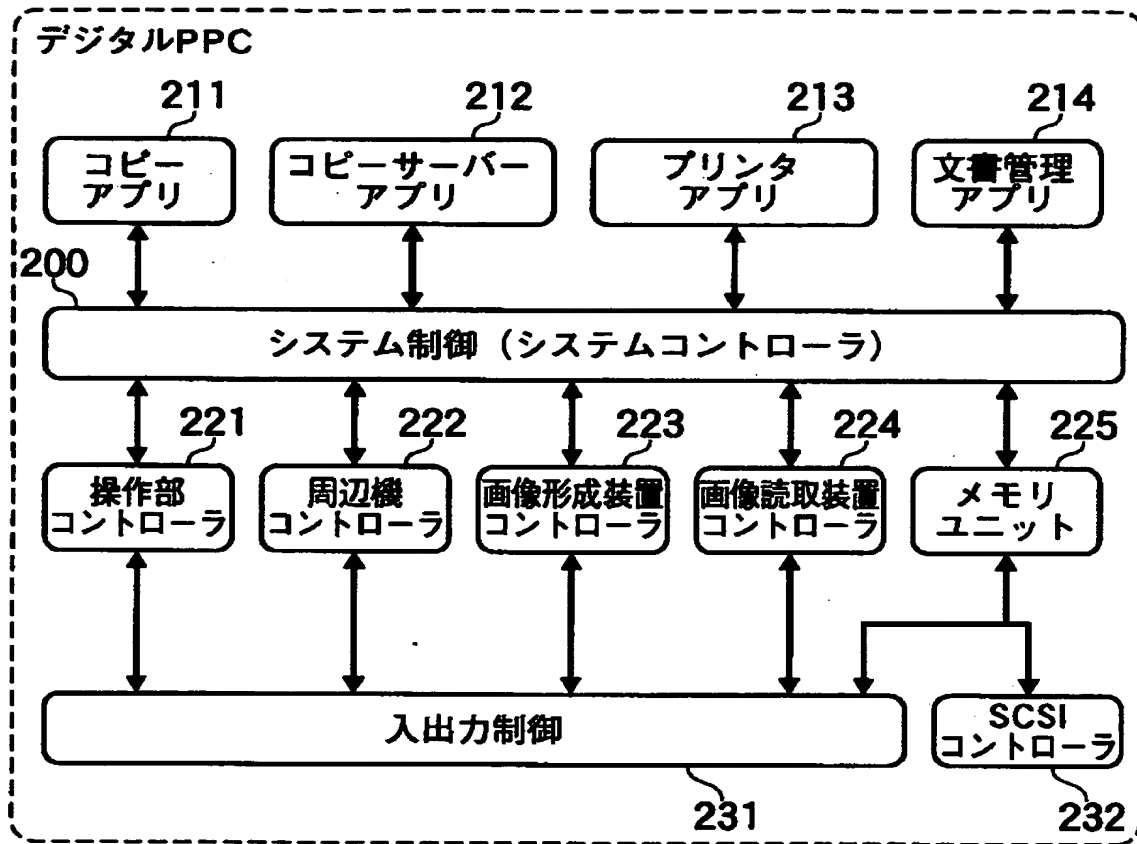 デジタルPPC
211
212
213
214
コピー
アプリ
コピーサーバー
アプリ
プリンタ
アプリ
文書管理
アプリ
200
システム制御（システムコントローラ）
221
222
223
224
225
操作部
コントローラ
周辺機
コントローラ
画像形成装置
コントローラ
画像読取装置
コントローラ
メモリ
ユニット
入出力制御
SCSI
コントローラ
231
232